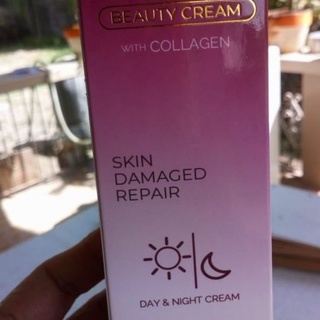 BEAUTY CREAM
WITH COLLAGEN
SKIN
DAMAGED
REPAIR
DAY & NIGHT CREAM